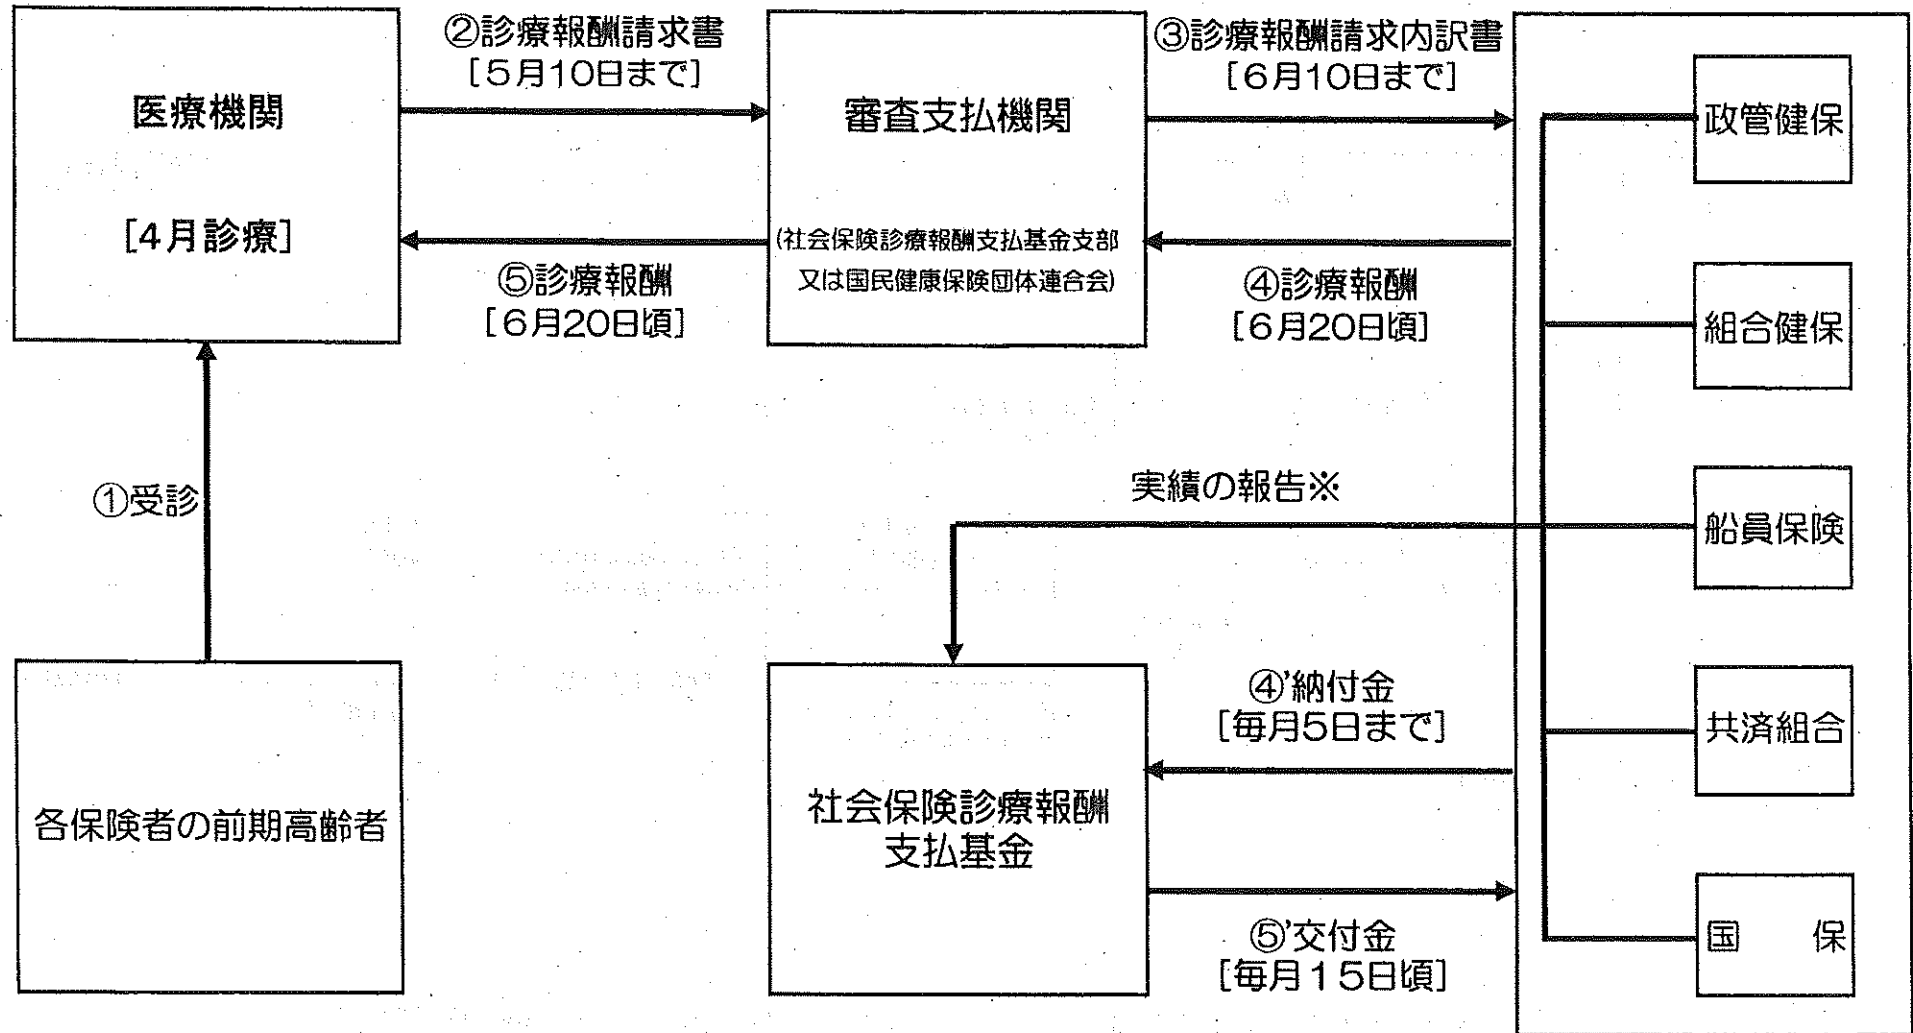 ②診療報酬請求書
[5月10日まで]
③診療報酬請求内訳書
[6月10日まで]
医療機関
[4月診療]
審査支払機関
(社会保険診療報酬支払基金支部
又は国民健康保険団体連合会)
⑤診療報酬
[6月20日頃]
④診療報酬
[6月20日頃]
政管健保
組合健保
船員保険
共済組合
国 保
①受診
実績の報告※
各保険者の前期高齢者
社会保険診療報酬
支払基金
④’納付金
[毎月5日まで]
⑤’交付金
[毎月15日頃]